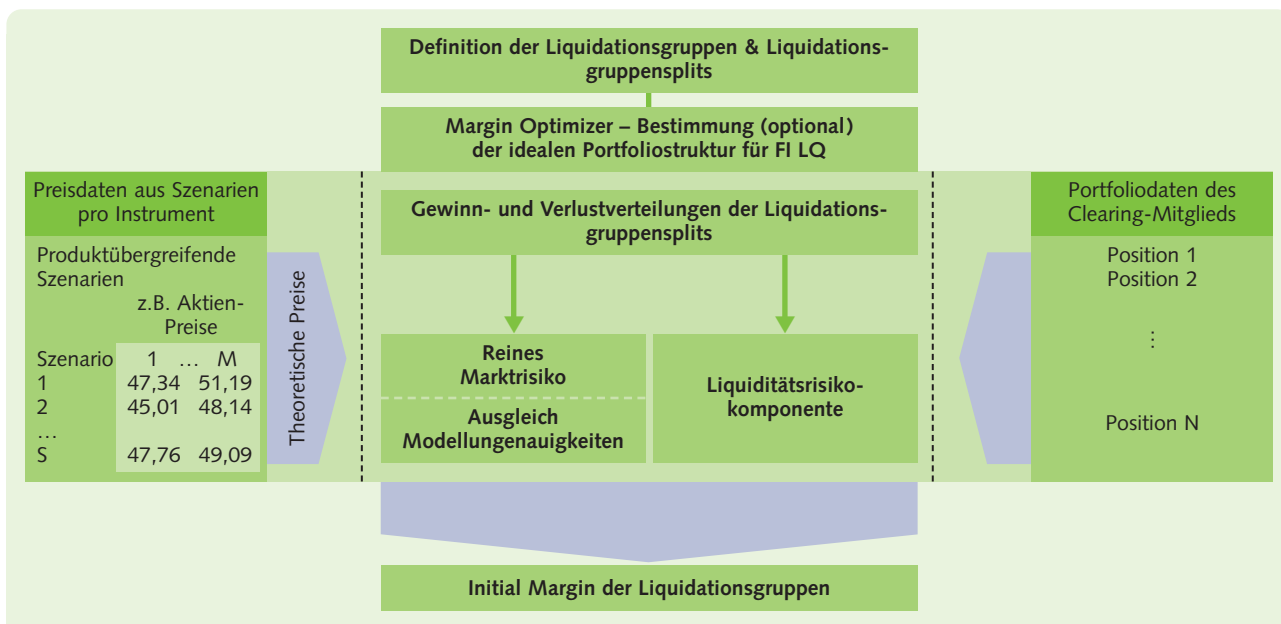 Definition der Liquidationsgruppen & Liquidations-
gruppensplits
Margin Optimizer – Bestimmung (optional)
der idealen Portfoliostruktur für FI LQ
Preisdaten aus Szenarien
pro Instrument
Produktübergreifende
Szenarien
z.B. Aktien-
Preise
Szenario 1 … M
1 47,34 51,19
2 45,01 48,14
…
S 47,76 49,09
Theoretische Preise
Gewinn- und Verlustverteilungen der Liquidations-
gruppensplits
Reines
Marktrisiko
Ausgleich
Modellungenauigkeiten
Liquiditätsrisiko-
komponente
Portfoliodaten des
Clearing-Mitglieds
Position 1
Position 2
⋮
Position N
Initial Margin der Liquidationsgruppen